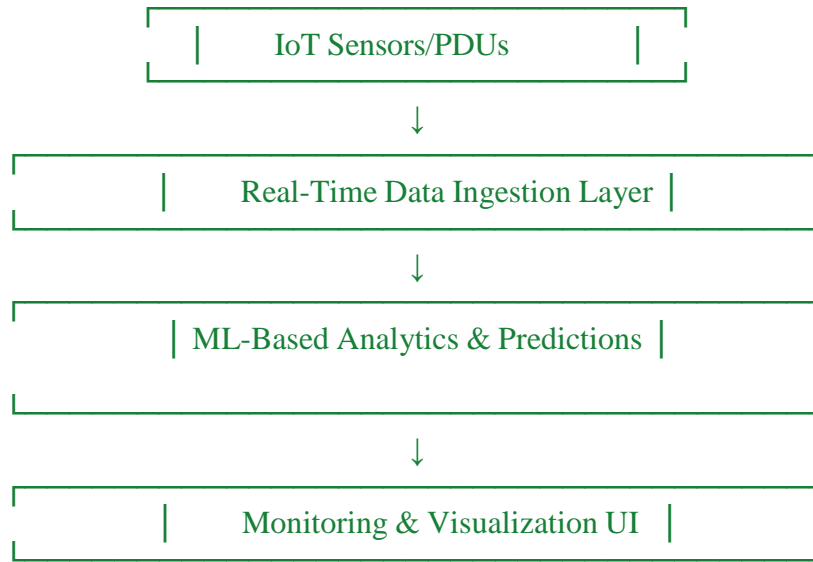 IoT Sensors/PDUs
↓
Real-Time Data Ingestion Layer
↓
ML-Based Analytics & Predictions
↓
Monitoring & Visualization UI